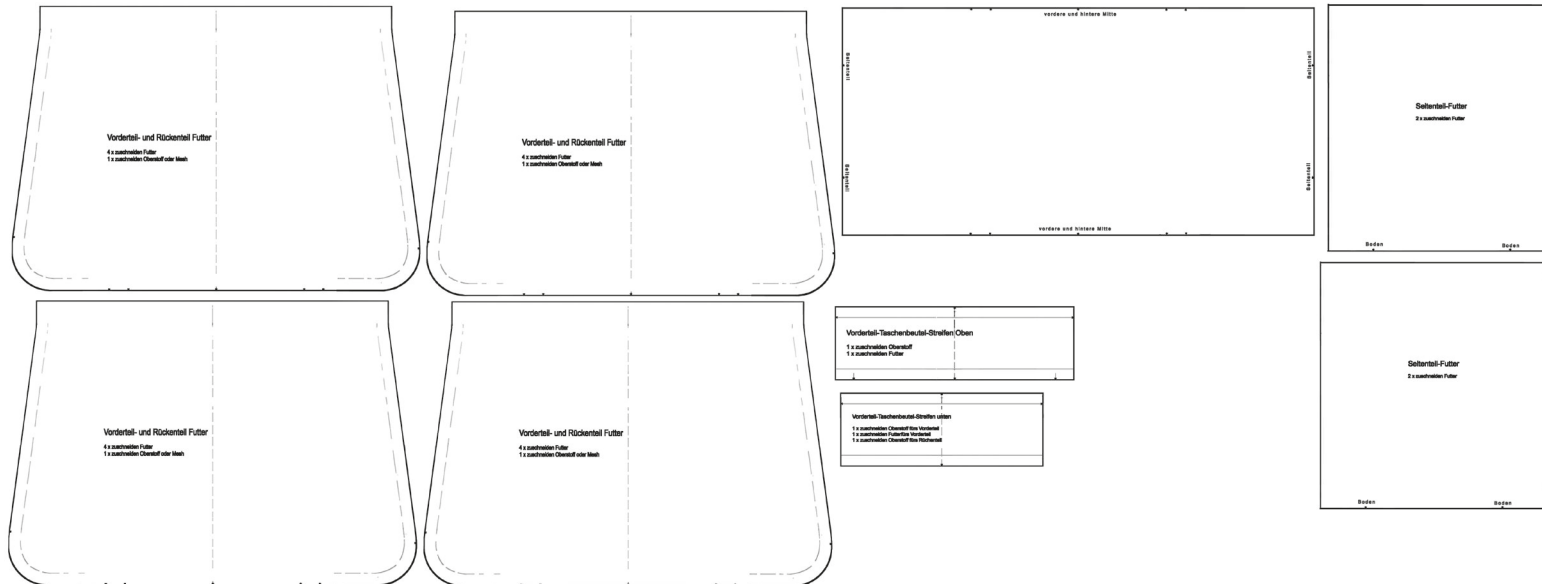 Vorderteil- und Rückenteil Futter
4 x zuschneiden Futter
1 x zuschneiden Oberstoff oder Mesh
Vorderteil- und Rückenteil Futter
4 x zuschneiden Futter
1 x zuschneiden Oberstoff oder Mesh
vordere und hintere Mitte
Seitenteil
Seitenteil
Seitenteil
Seitenteil
vordere und hintere Mitte
Seitenteil-Futter
2 x zuschneiden Futter
Boden
Boden
Vorderteil- und Rückenteil Futter
4 x zuschneiden Futter
1 x zuschneiden Oberstoff oder Mesh
Vorderteil- und Rückenteil Futter
4 x zuschneiden Futter
1 x zuschneiden Oberstoff oder Mesh
Vorderteil-Taschenbeutel-Streifen Oben
1 x zuschneiden Oberstoff
1 x zuschneiden Futter
Vorderteil-Taschenbeutel-Streifen unten
1 x zuschneiden Oberstoff fürs Vorderteil
1 x zuschneiden Futterfürs Vorderteil
1 x zuschneiden Oberstoff fürs Rückenteil
Seitenteil-Futter
2 x zuschneiden Futter
Boden
Boden